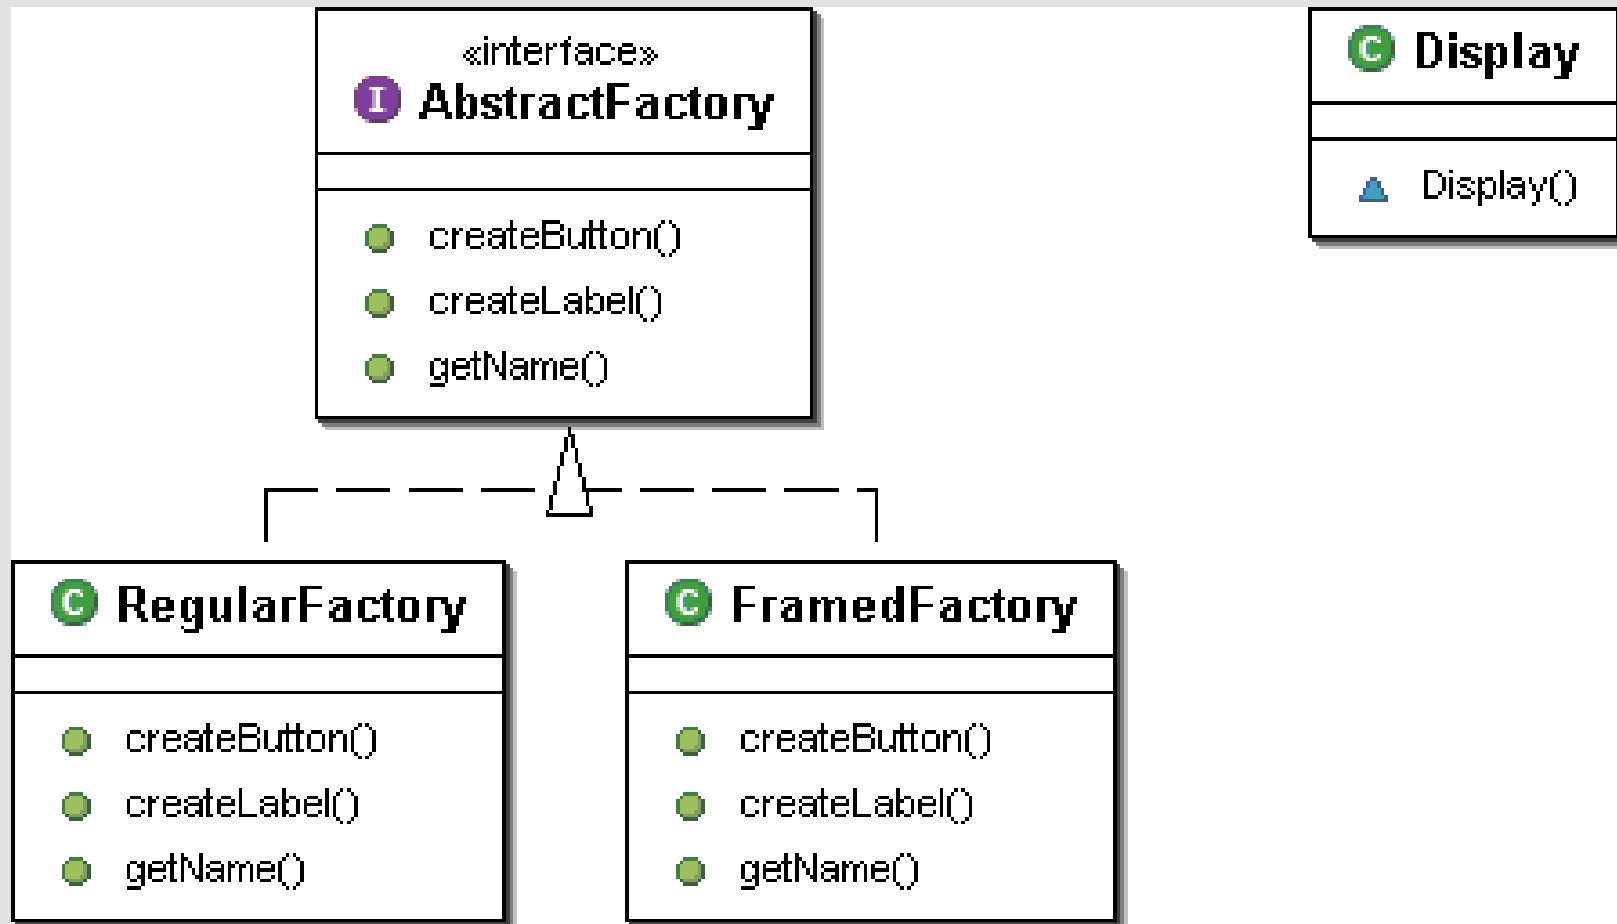 «interface»
I AbstractFactory
createButton()
createLabel()
getName()
C Display
Display()
C RegularFactory
createButton()
createLabel()
getName()
C FramedFactory
createButton()
createLabel()
getName()